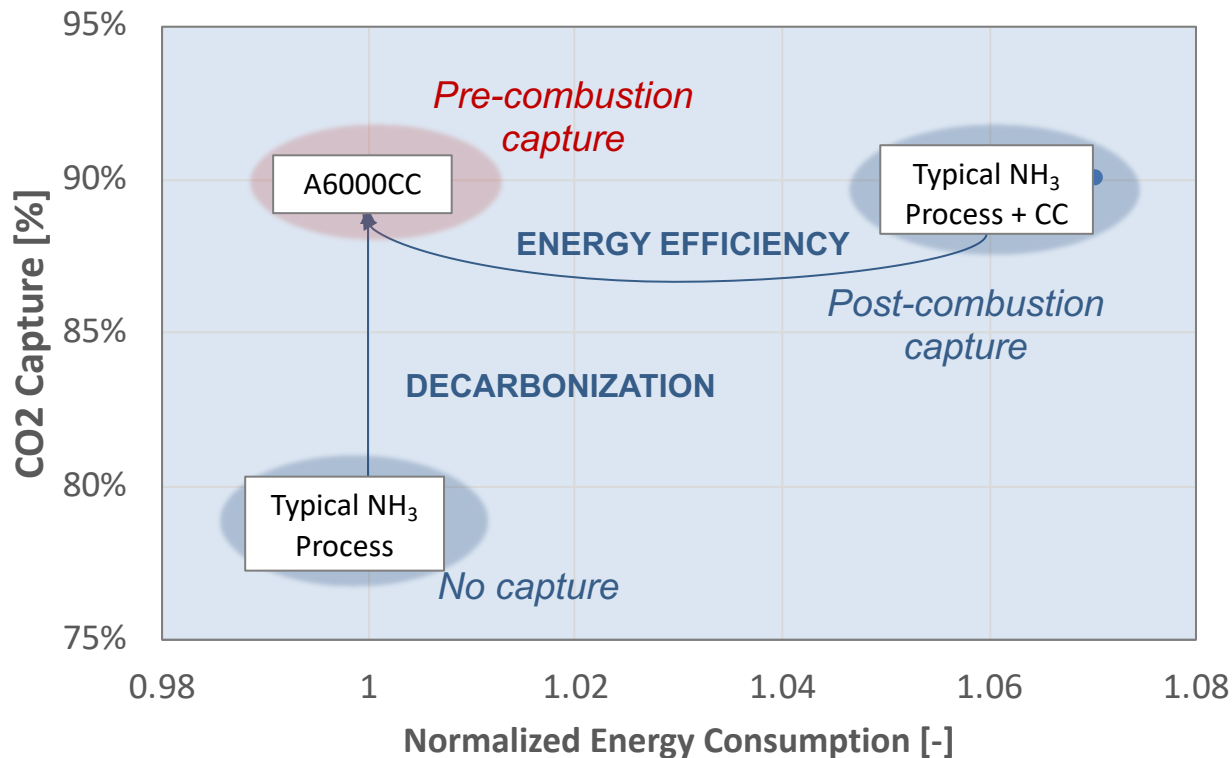 95%
90%
85%
80%
75%
CO2 Capture [%]
Pre-combustion
capture
A6000CC
Typical NH₃
Process + CC
ENERGY EFFICIENCY
Post-combustion
capture
DECARBONIZATION
Typical NH₃
Process
No capture
0.98 1 1.02 1.04 1.06 1.08
Normalized Energy Consumption [-]